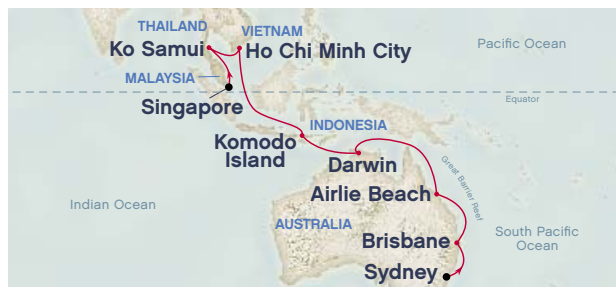 THAILAND
VIETNAM
Ko Samui
Ho Chi Minh City
Pacific Ocean
MALAYSIA
Singapore
Equator
INDONESIA
Komodo
Island
Darwin
Great Barrier Reef
Airlie Beach
Indian Ocean
AUSTRALIA
South Pacific
Ocean
Brisbane
Sydney